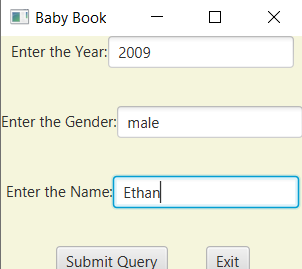 Baby Book
Enter the Year: 2009
Enter the Gender: male
Enter the Name: Ethan
Submit Query Exit